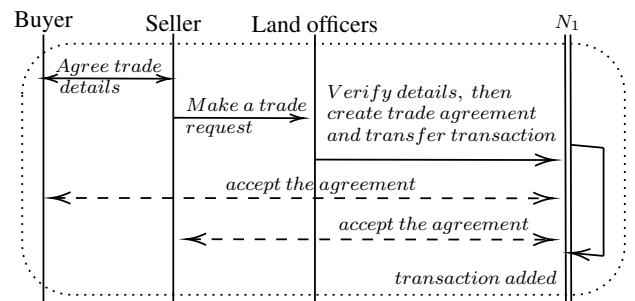 Buyer
Seller
Land officers
N₁
Agree trade
details
Make a trade
request
Verify details, then
create trade agreement
and transfer transaction
accept the agreement
accept the agreement
transaction added